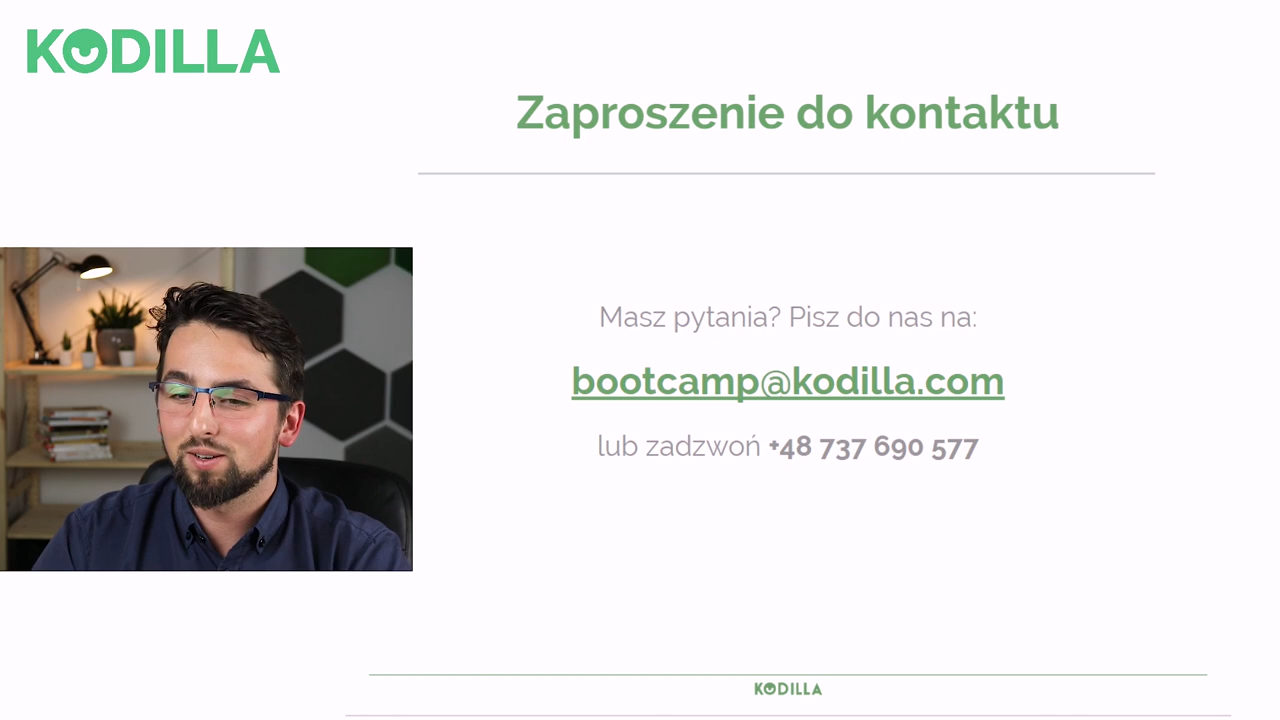 KODILLA
Zaproszenie do kontaktu
Masz pytania? Pisz do nas na:
bootcamp@kodilla.com
lub zadzwoń +48 737 690 577
KODILLA